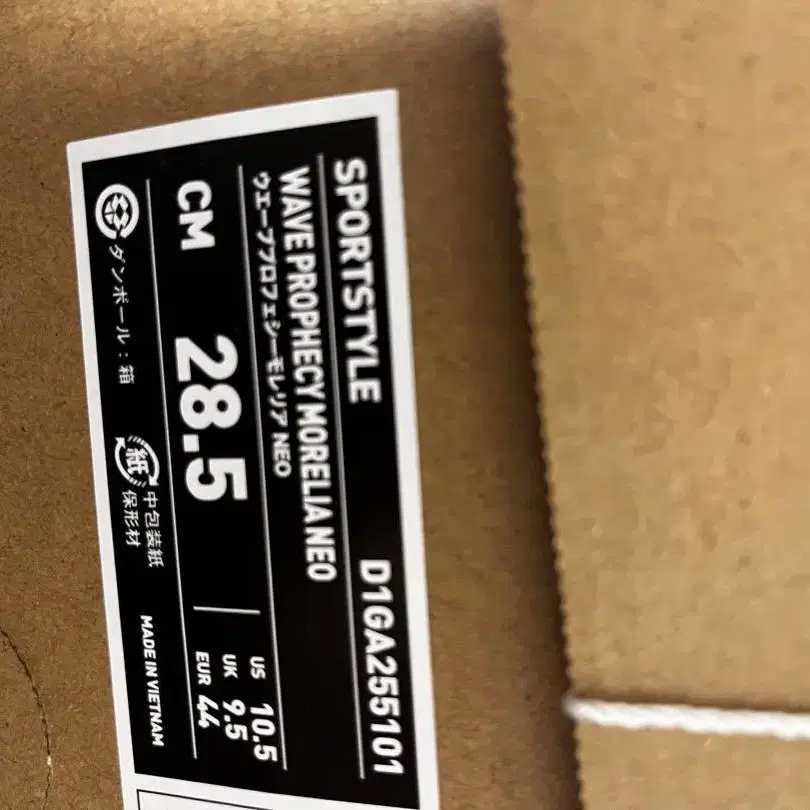 SPORTSTYLE D1GA255101
WAVE PROPHECY MORELIA NEO
ウエーブプロフェシー モレリア NEO
CM 28.5
US 10.5
UK 9.5
EUR 44
ダンボール:箱
紙
中包装紙
保形材
MADE IN VIETNAM